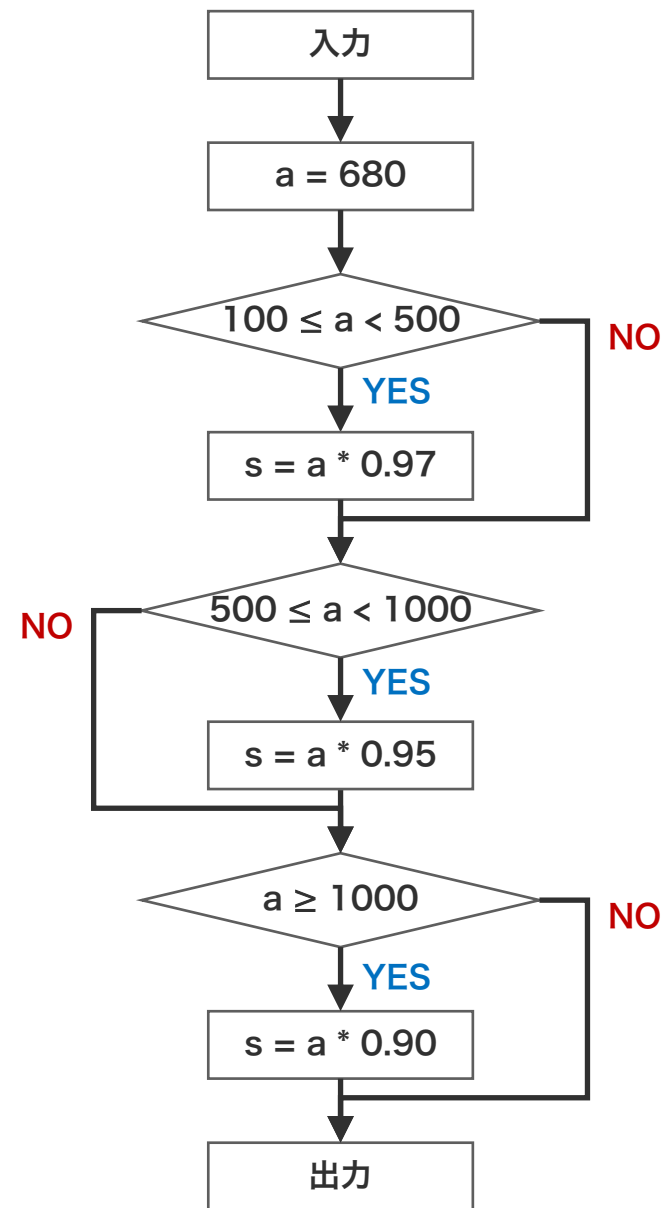 入力
a = 680
100 ≤ a < 500
NO
YES
s = a * 0.97
500 ≤ a < 1000
NO
YES
s = a * 0.95
a ≥ 1000
NO
YES
s = a * 0.90
出力